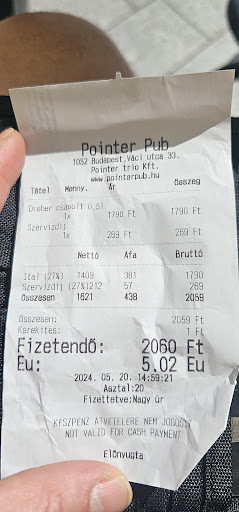 Pointer Pub
1052 Budapest,Váci utca 33.
Pointer trió Kft.
www.pointerpub.hu
Tétel Menny. Ár Összeg
Dreher csapolt 0,5l
1x 1790 Ft 1790 Ft
Szervizdíj
1x 269 Ft 269 Ft
Nettó Áfa Bruttó
Ital (27%) 1409 381 1790
Szervizdíj (27%)212 57 269
Összesen 1621 438 2059
Összesen: 2059 Ft
Kerekítés: 1 Ft
Fizetendő: 2060 Ft
Eu: 5,02 Eu
2024. 05. 20. 14:59:21
Asztal:20
Fizettetve:Nagy úr
KÉSZPÉNZ ÁTVÉTELÉRE NEM JOGOSÍT
NOT VALID FOR CASH PAYMENT
Előnyugta